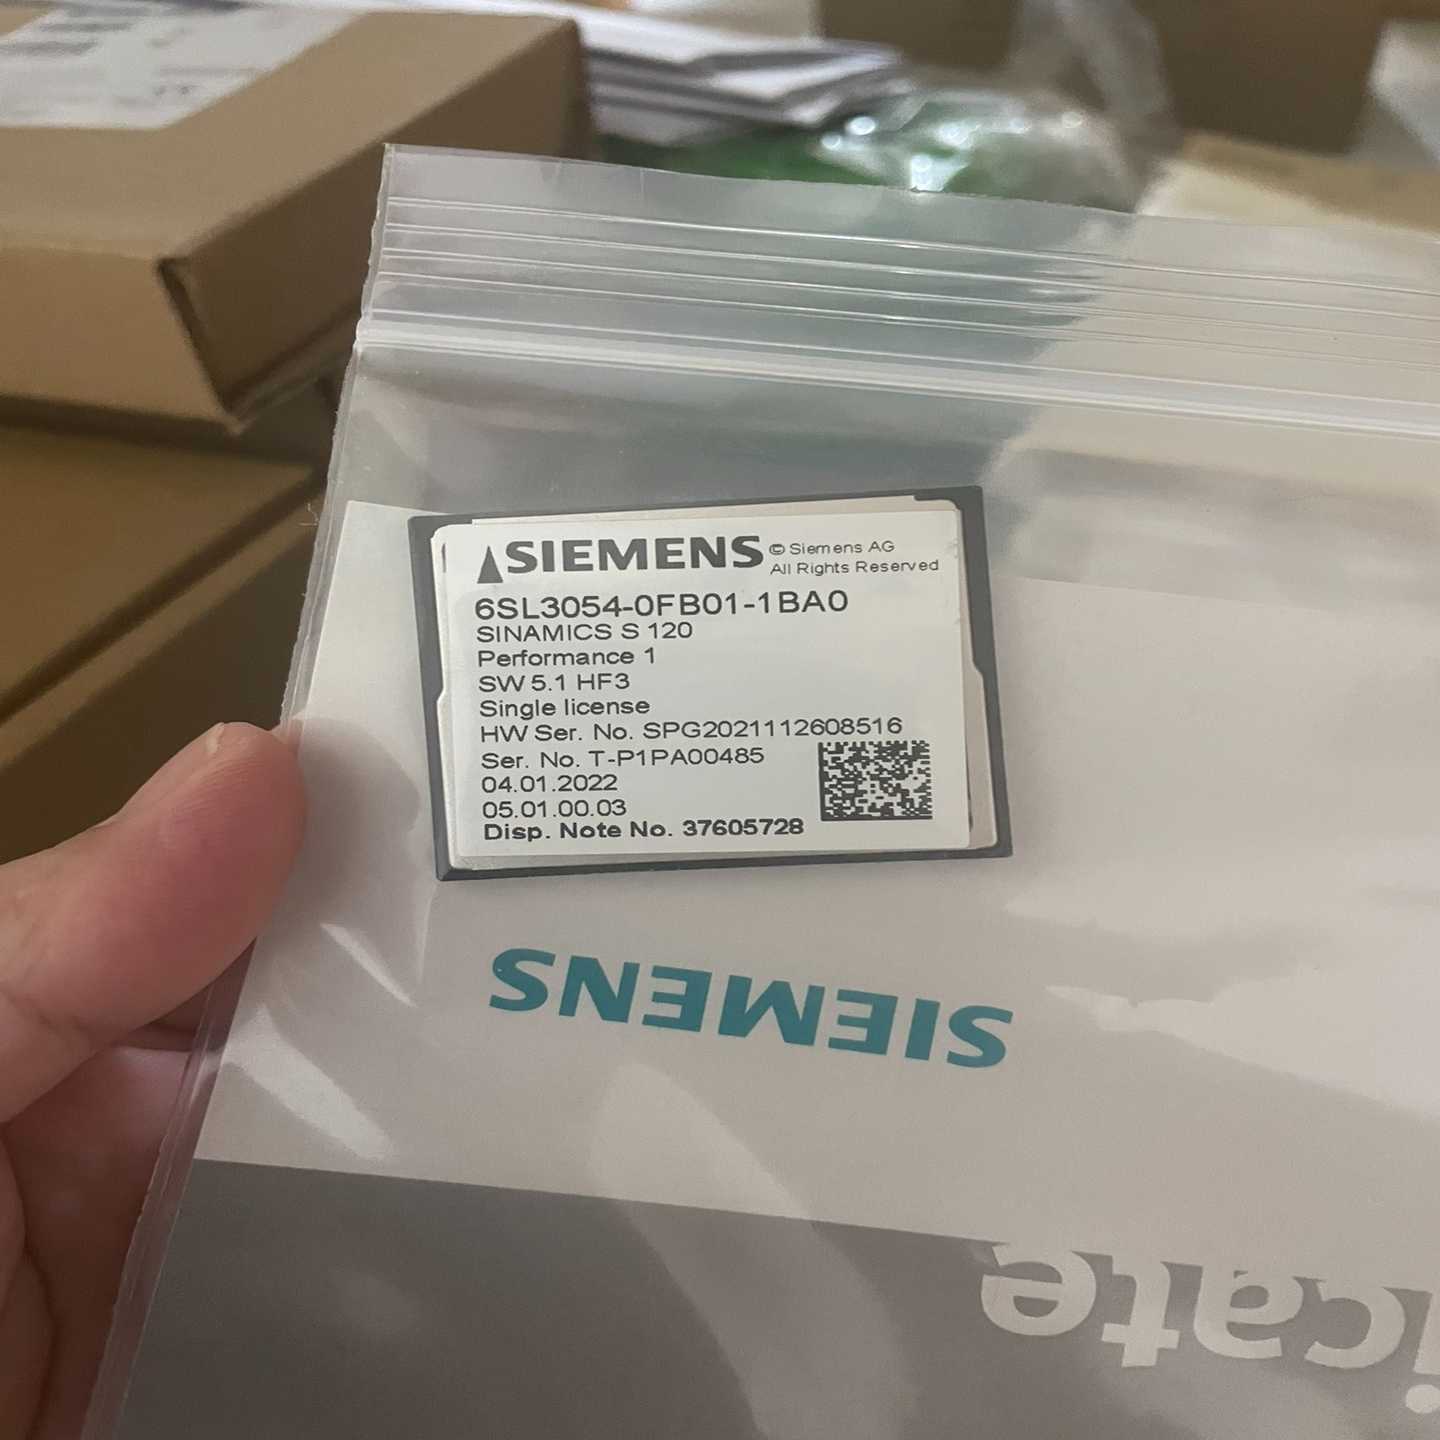 SIEMENS © Siemens AG
All Rights Reserved
6SL3054-0FB01-1BA0
SINAMICS S 120
Performance 1
SW 5.1 HF3
Single license
HW Ser. No. SPG2021112608516
Ser. No. T-P1PA00485
04.01.2022
05.01.00.03
Disp. Note No. 37605728
SIEMENS
icate